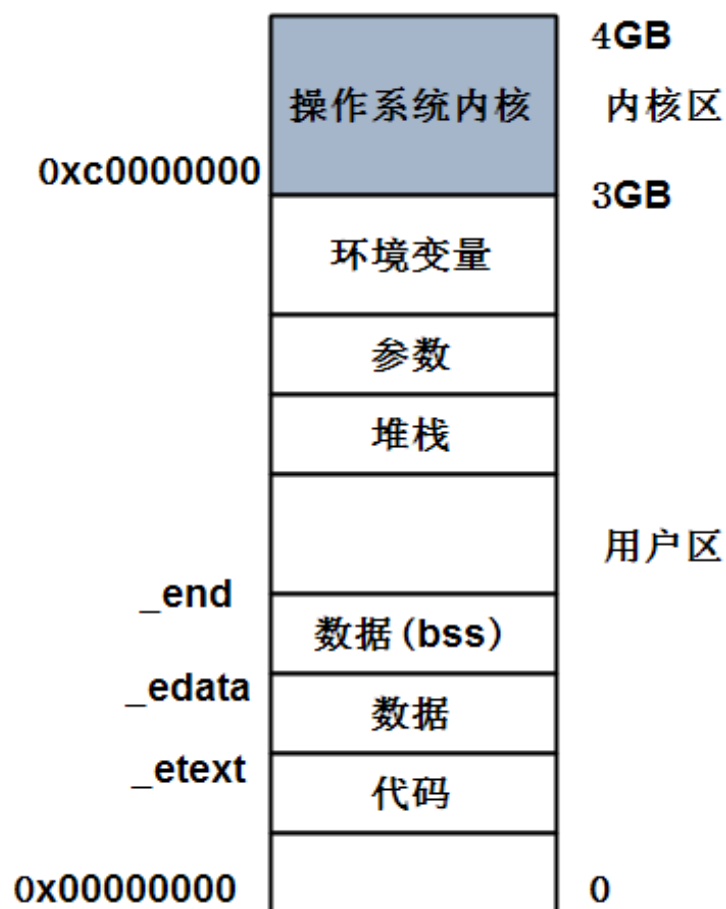 4GB
操作系统内核
内核区
0xc0000000
3GB
环境变量
参数
堆栈
用户区
_end
数据(bss)
_edata
数据
_etext
代码
0x00000000
0